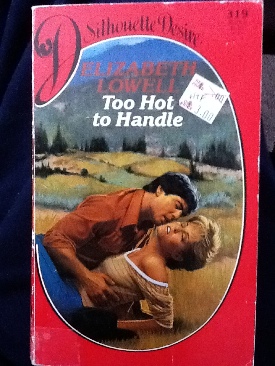 319
D Silhouette Desire
ELIZABETH
LOWELL
Too Hot
to Handle